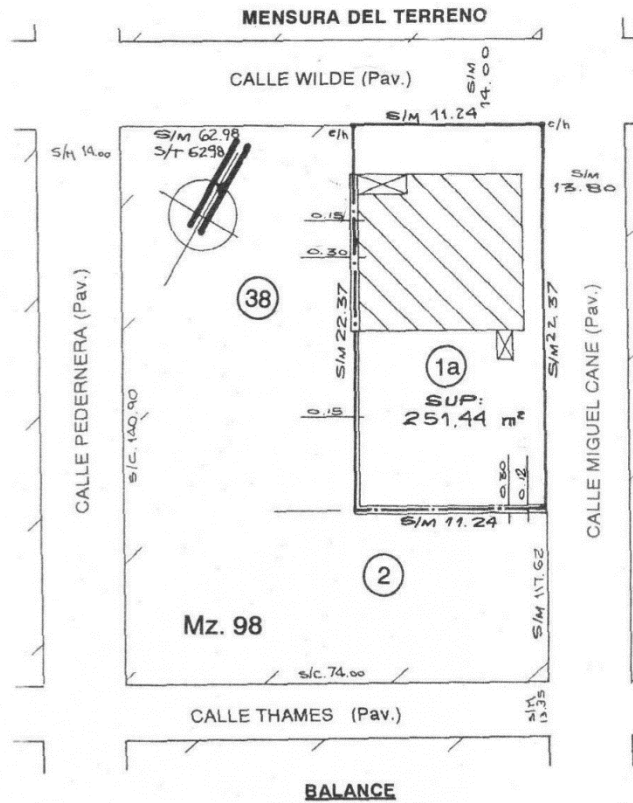 MENSURA DEL TERRENO
CALLE WILDE (Pav.)
S/M 14.00
S/M 11.24
S/M 62.98
S/T 6298
e/h
c/h
S/M 14.00
S/M 13.80
0.15
0.30
38
S/M 22.37
S/M 22.37
1a
SUP:
251,44 m²
0.15
CALLE PEDERNERA (Pav.)
S/C. 140.90
CALLE MIGUEL CANE (Pav.)
0.30
0.12
S/M 11.24
2
S/M 117.62
Mz. 98
S/C. 74.00
CALLE THAMES (Pav.)
S/M 13.35
BALANCE